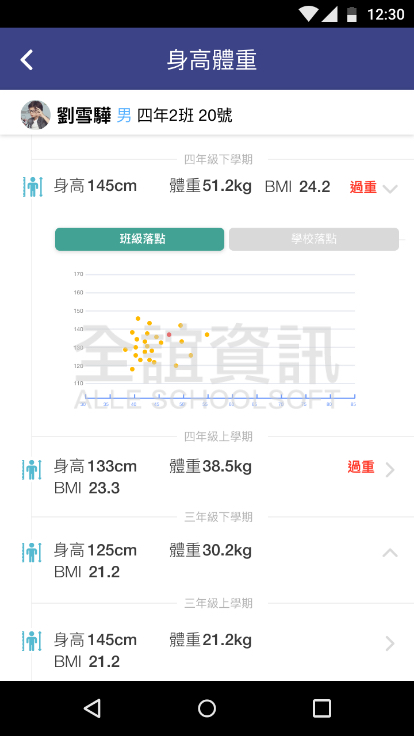 12:30
身高體重
劉雪驊 男 四年2班 20號
四年級下學期
身高145cm 體重51.2kg BMI 24.2 過重
班級落點 學校落點
170
160
150
140
130
120
110
全誼資訊
ALLE SCHOOLSOFT
四年級上學期
身高133cm 體重38.5kg 過重
BMI 23.3
三年級下學期
身高125cm 體重30.2kg
BMI 21.2
三年級上學期
身高145cm 體重21.2kg
BMI 21.2